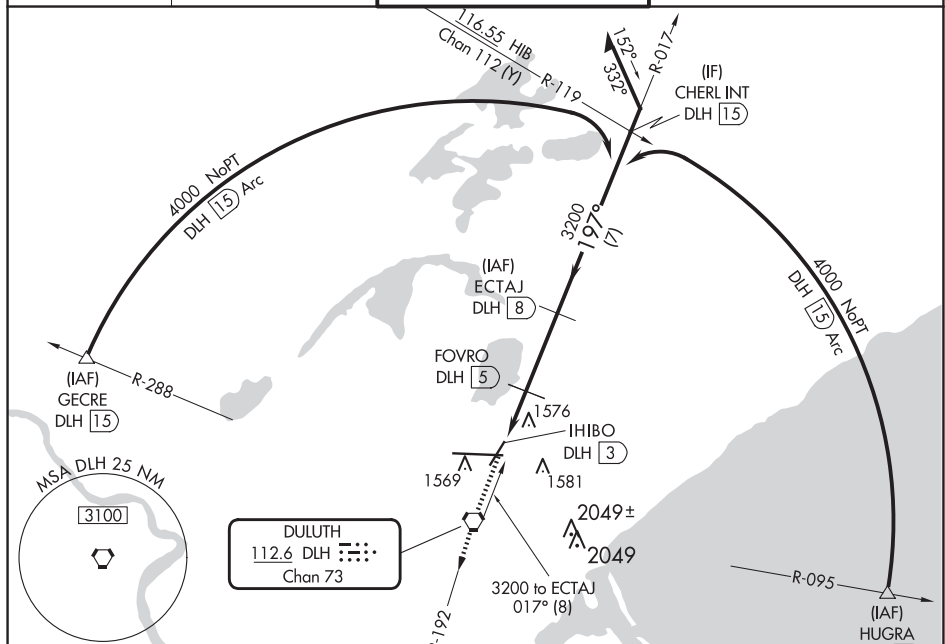 116.55 HIB
Chan 112 (Y)
R-119
152°
332°
R-017
(IF)
CHERL INT
DLH 15
4000 NoPT
DLH 15 Arc
3200
197°
(7)
(IAF)
ECTAJ
DLH 8
4000 NoPT
DLH 15 Arc
FOVRO
DLH 5
R-288
(IAF)
GECRE
DLH 15
1576
IHIBO
DLH 3
1569
1581
MSA DLH 25 NM
3100
2049±
2049
DULUTH
112.6 DLH
Chan 73
3200 to ECTAJ
017° (8)
R-095
(IAF)
HUGRA
-192